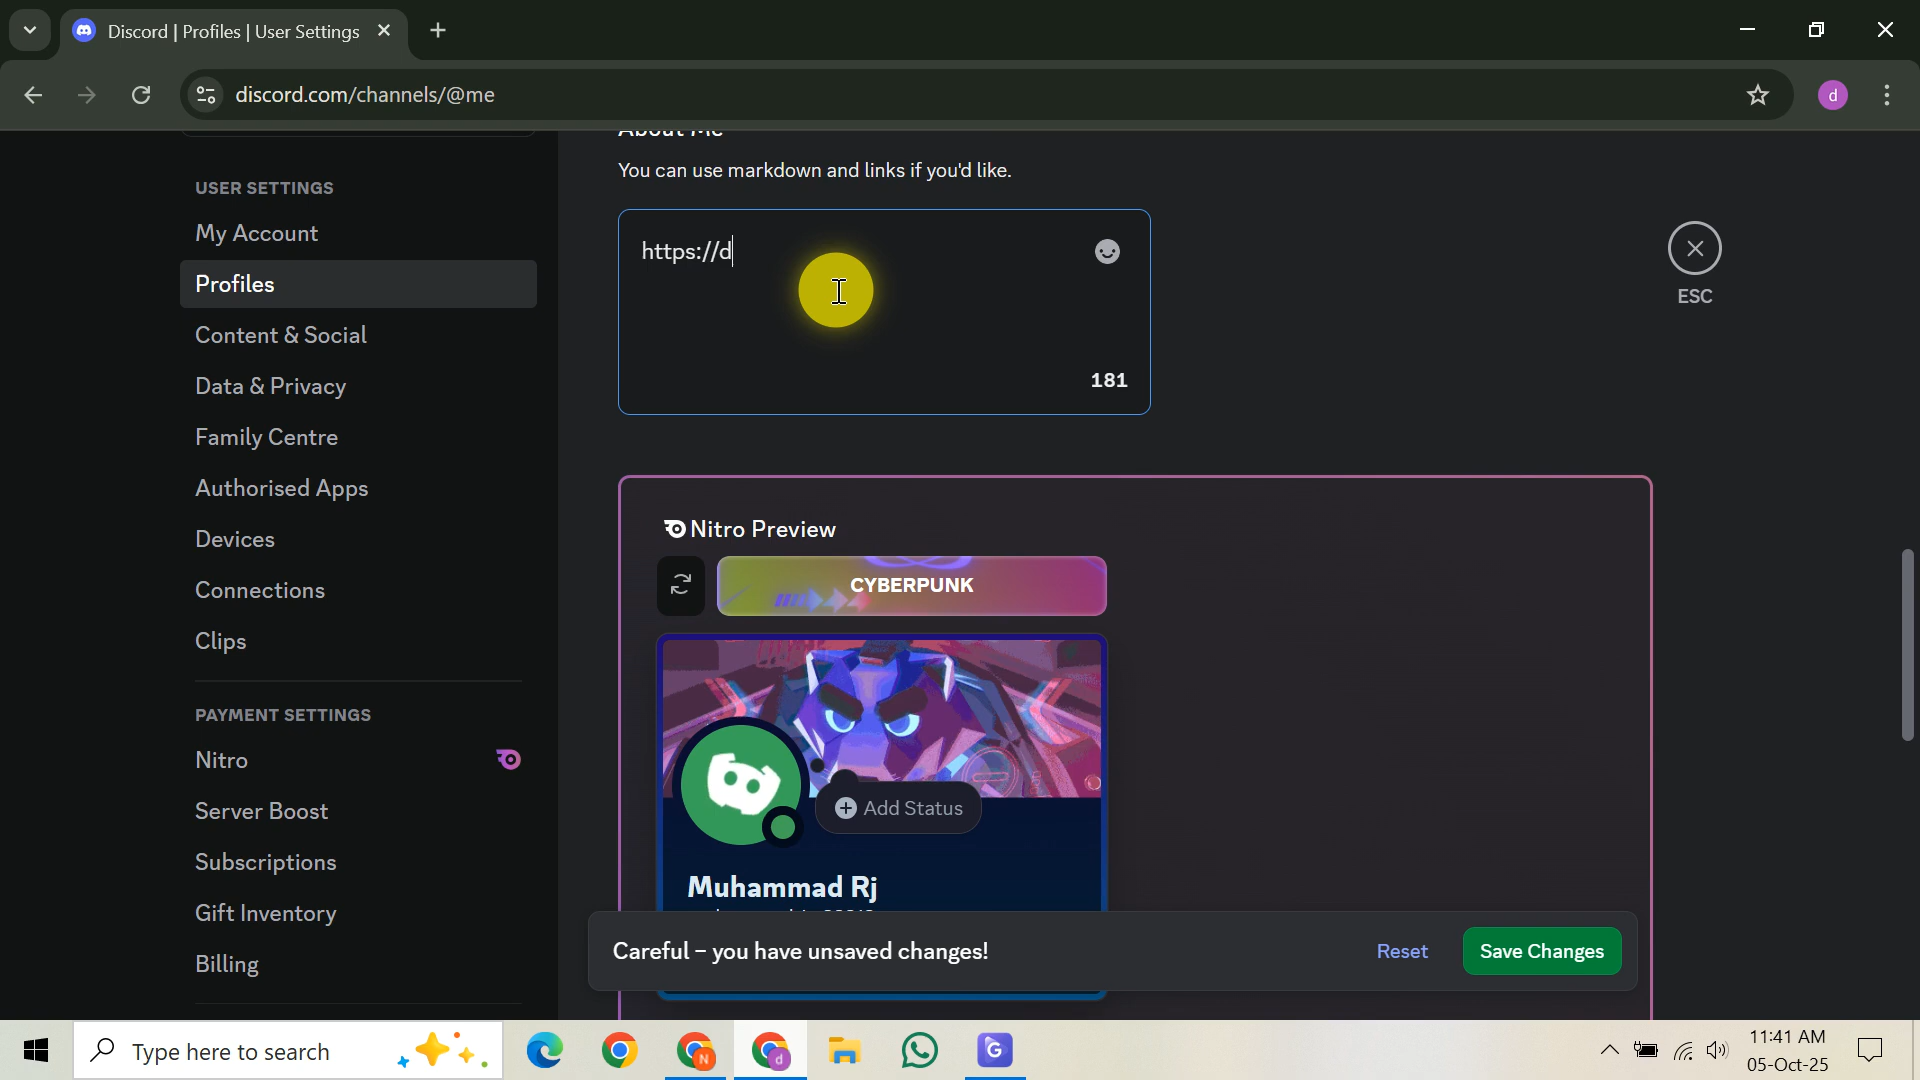 Discord | Profiles | User Settings
discord.com/channels/@me
d
About Me
You can use markdown and links if you'd like.
https://d
181
ESC
USER SETTINGS
My Account
Profiles
Content & Social
Data & Privacy
Family Centre
Authorised Apps
Devices
Connections
Clips
PAYMENT SETTINGS
Nitro
Server Boost
Subscriptions
Gift Inventory
Billing
Nitro Preview
CYBERPUNK
Add Status
Muhammad Rj
Careful – you have unsaved changes!
Reset
Save Changes
Type here to search
N
d
G
11:41 AM
05-Oct-25